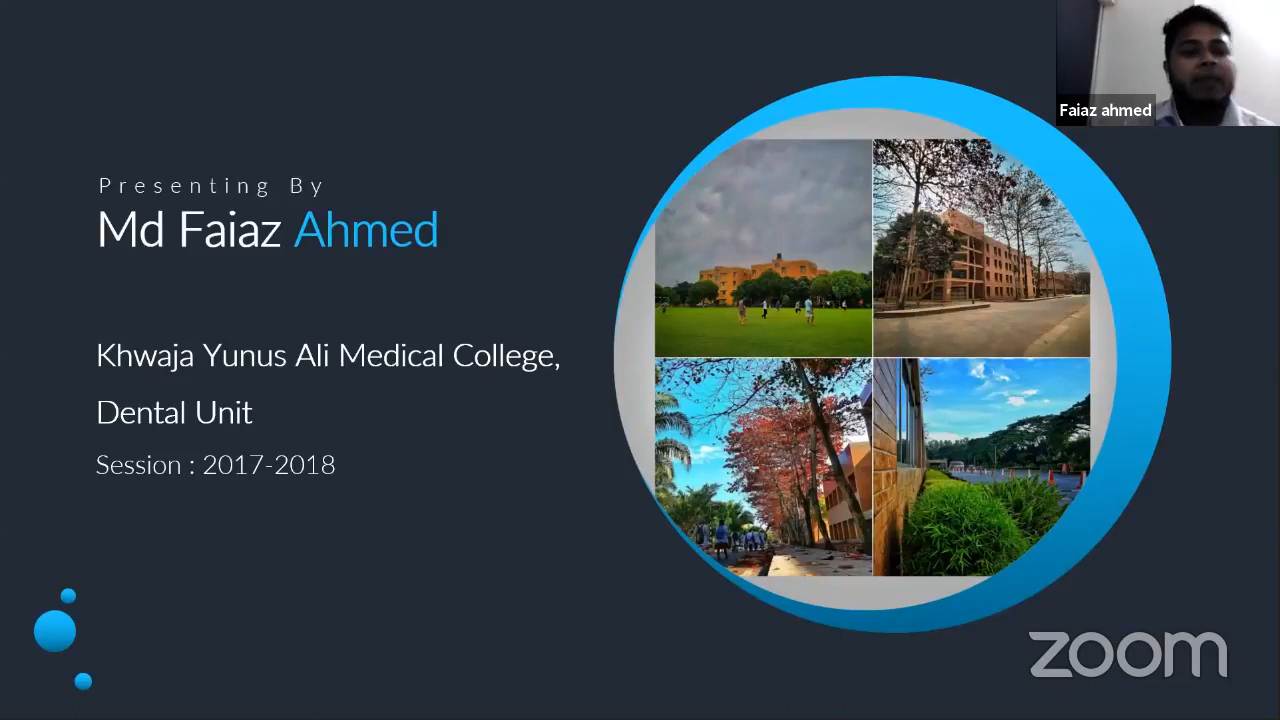 Faiaz ahmed
Presenting By
Md Faiaz Ahmed
Khwaja Yunus Ali Medical College,
Dental Unit
Session : 2017-2018
zoom